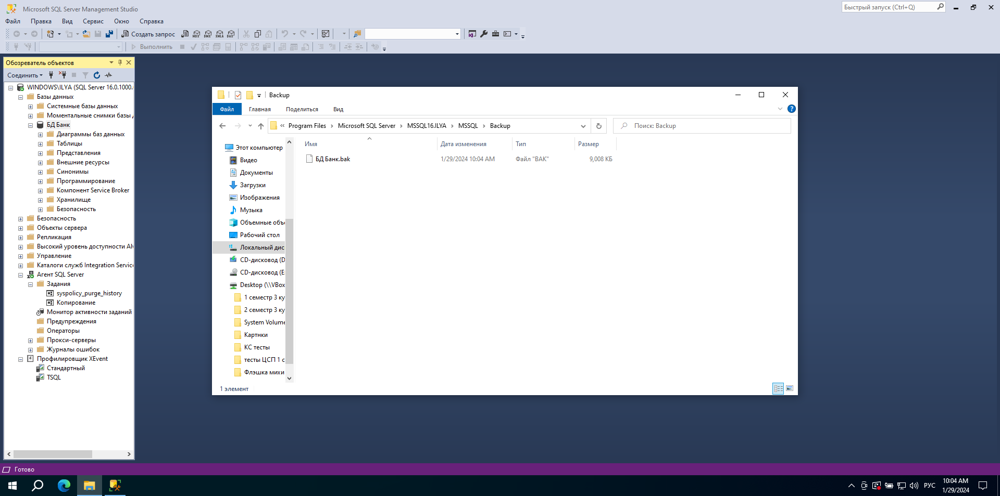 Microsoft SQL Server Management Studio
Быстрый запуск (Ctrl+Q)
Файл Правка Вид Сервис Окно Справка
Создать запрос MDX DMX XMLA DAX
Выполнить
Обозреватель объектов
Соединить
WINDOWS\ILYA (SQL Server 16.0.1000.
Базы данных
Системные базы данных
Моментальные снимки базы
БД Банк
Диаграммы баз данных
Таблицы
Представления
Внешние ресурсы
Синонимы
Программирование
Компонент Service Broker
Хранилище
Безопасность
Безопасность
Объекты сервера
Репликация
Высокий уровень доступности Al
Управление
Каталоги служб Integration Servic
Агент SQL Server
Задания
syspolicy_purge_history
Копирование
Монитор активности заданий
Предупреждения
Операторы
Прокси-серверы
Журналы ошибок
Профилировщик XEvent
Стандартный
TSQL
Backup
Файл Главная Поделиться Вид
« Program Files › Microsoft SQL Server › MSSQL16.ILYA › MSSQL › Backup
Поиск: Backup
Этот компьютер
Видео
Документы
Загрузки
Изображения
Музыка
Объемные объ
Рабочий стол
Локальный дис
CD-дисковод (D
CD-дисковод (E
Desktop (\\VBox
1 семестр 3 ку
2 семестр 3 ку
System Volume
Картнки
КС тесты
тесты ЦСП 1 с
Флэшка михи
Имя Дата изменения Тип Размер
БД Банк.bak 1/29/2024 10:04 AM Файл "BAK" 9,008 КБ
1 элемент
Готово
РУС
10:04 AM
1/29/2024